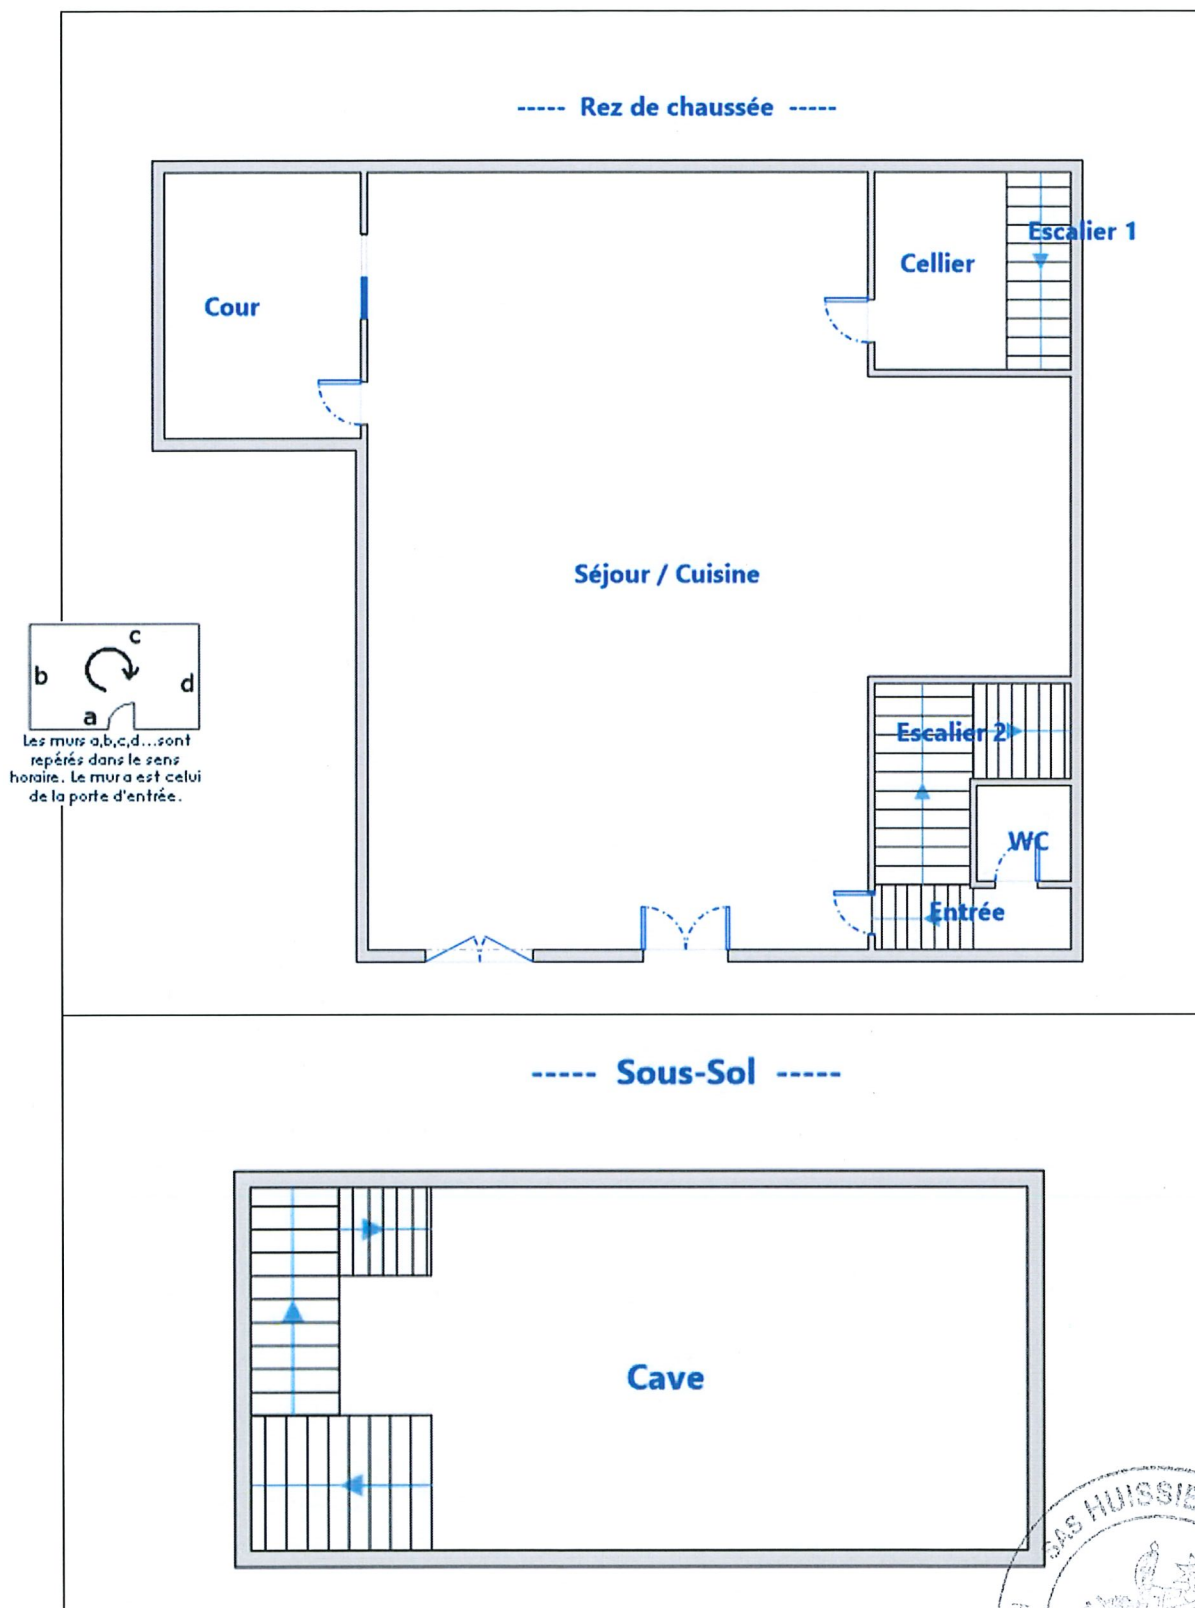 ----- Rez de chaussée -----
Escalier 1
Cellier
Cour
Séjour / Cuisine
c
b
d
a
Les murs a,b,c,d...sont
repérés dans le sens
horaire. Le mur a est celui
de la porte d'entrée.
Escalier 2
WC
Entrée
----- Sous-Sol -----
Cave
SAS HUISSIE